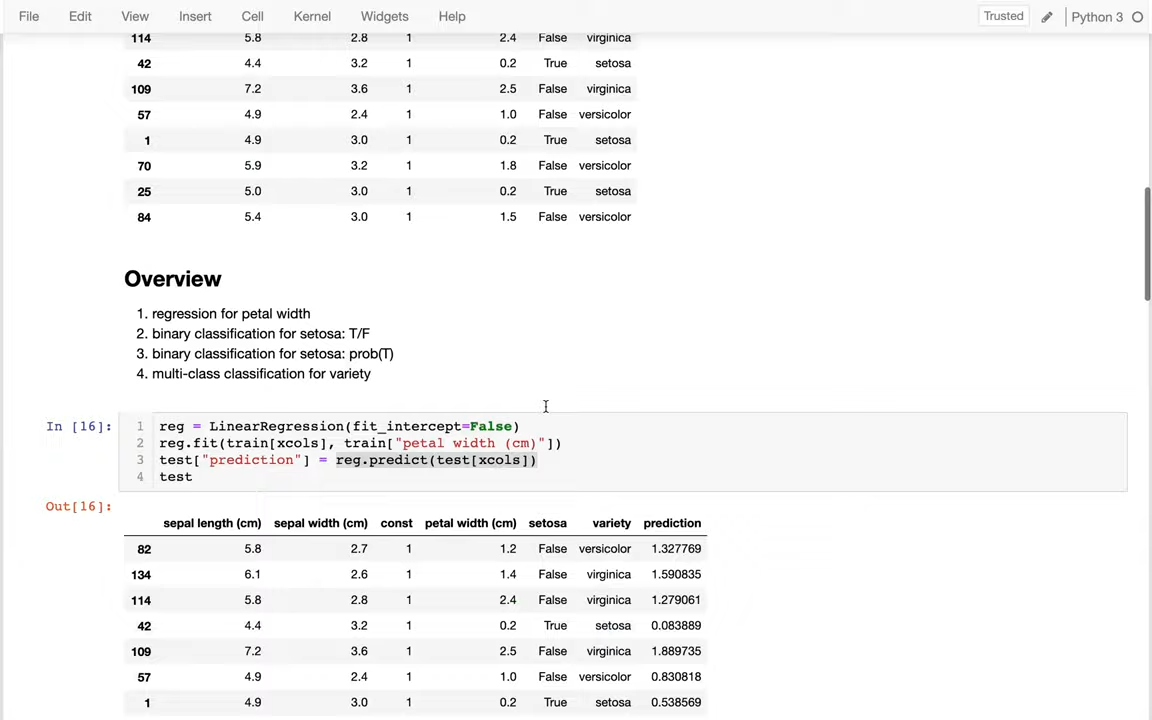 File Edit View Insert Cell Kernel Widgets Help Trusted Python 3
114 5.8 2.8 1 2.4 False virginica
42 4.4 3.2 1 0.2 True setosa
109 7.2 3.6 1 2.5 False virginica
57 4.9 2.4 1 1.0 False versicolor
1 4.9 3.0 1 0.2 True setosa
70 5.9 3.2 1 1.8 False versicolor
25 5.0 3.0 1 0.2 True setosa
84 5.4 3.0 1 1.5 False versicolor
Overview
1. regression for petal width
2. binary classification for setosa: T/F
3. binary classification for setosa: prob(T)
4. multi-class classification for variety
In [16]: 1 reg = LinearRegression(fit_intercept=False)
2 reg.fit(train[xcols], train["petal width (cm)"])
3 test["prediction"] = reg.predict(test[xcols])
4 test
Out[16]:
sepal length (cm) sepal width (cm) const petal width (cm) setosa variety prediction
82 5.8 2.7 1 1.2 False versicolor 1.327769
134 6.1 2.6 1 1.4 False virginica 1.590835
114 5.8 2.8 1 2.4 False virginica 1.279061
42 4.4 3.2 1 0.2 True setosa 0.083889
109 7.2 3.6 1 2.5 False virginica 1.889735
57 4.9 2.4 1 1.0 False versicolor 0.830818
1 4.9 3.0 1 0.2 True setosa 0.538569